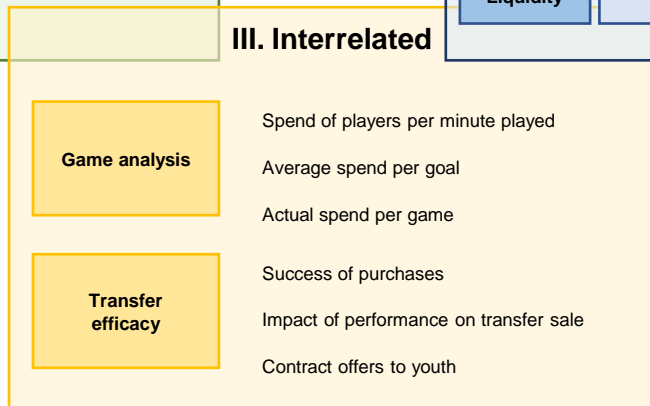 Liquidity
III. Interrelated
Game analysis
Spend of players per minute played
Average spend per goal
Actual spend per game
Transfer
efficacy
Success of purchases
Impact of performance on transfer sale
Contract offers to youth